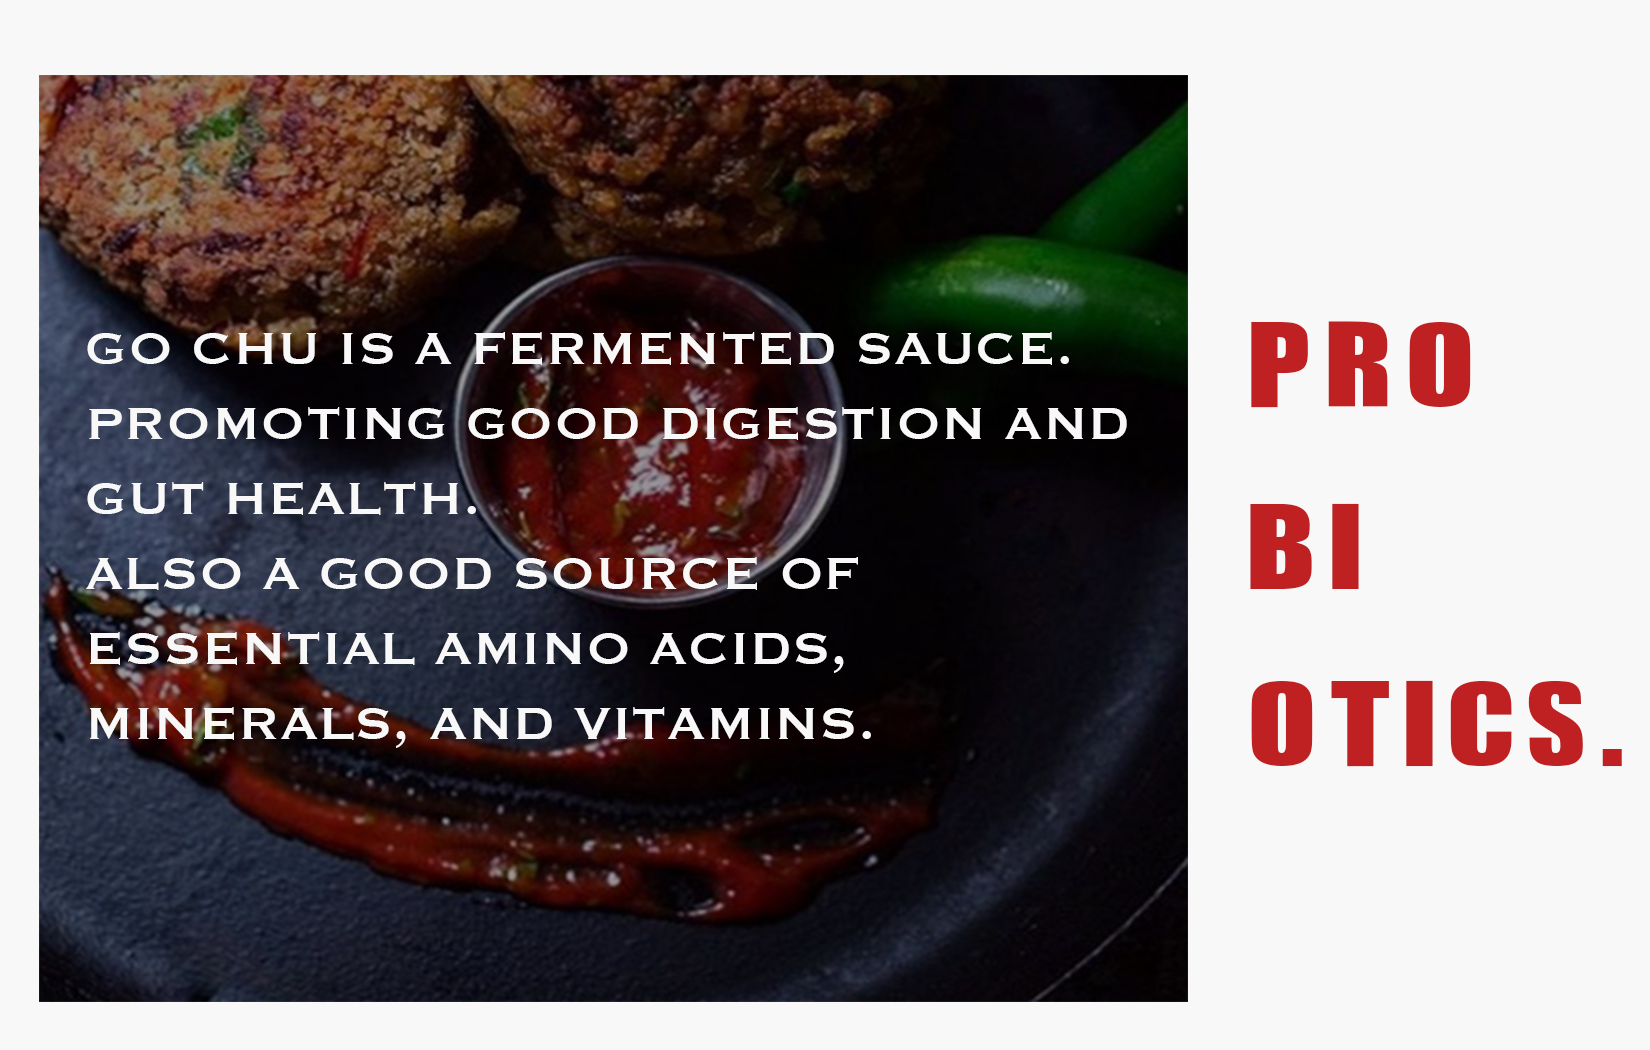 GO CHU IS A FERMENTED SAUCE.
PROMOTING GOOD DIGESTION AND
GUT HEALTH.
ALSO A GOOD SOURCE OF
ESSENTIAL AMINO ACIDS,
MINERALS, AND VITAMINS.
PRO
BI
OTICS.